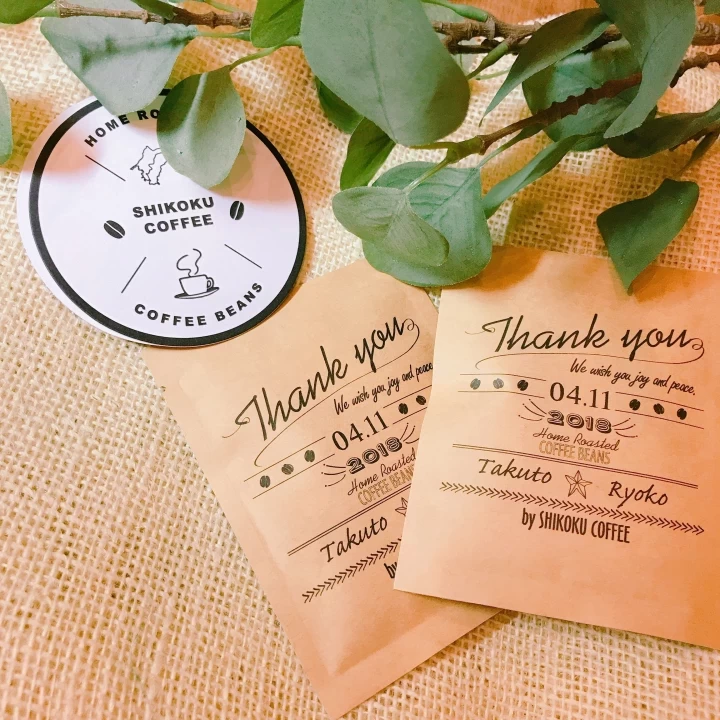 HOME RO
SHIKOKU
COFFEE
COFFEE BEANS
Thank you
We wish you joy and peace.
04.11
2018
Home Roasted
COFFEE BEANS
Takuto
by
Thank you
We wish you joy and peace.
04.11
2018
Home Roasted
COFFEE BEANS
Takuto Ryoko
by SHIKOKU COFFEE